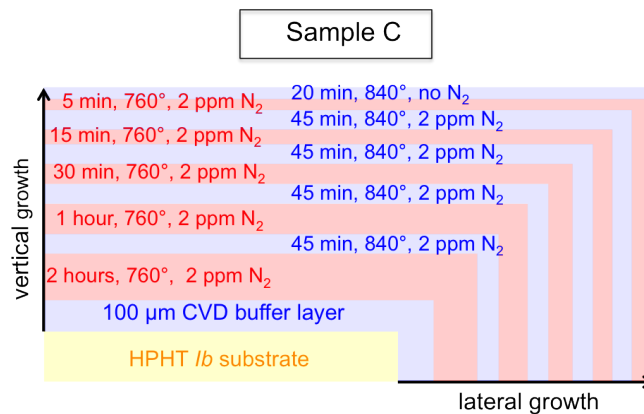 Sample C
20 min, 840°, no N₂
5 min, 760°, 2 ppm N₂
45 min, 840°, 2 ppm N₂
15 min, 760°, 2 ppm N₂
45 min, 840°, 2 ppm N₂
30 min, 760°, 2 ppm N₂
45 min, 840°, 2 ppm N₂
1 hour, 760°, 2 ppm N₂
45 min, 840°, 2 ppm N₂
2 hours, 760°, 2 ppm N₂
100 µm CVD buffer layer
HPHT Ib substrate
vertical growth
lateral growth